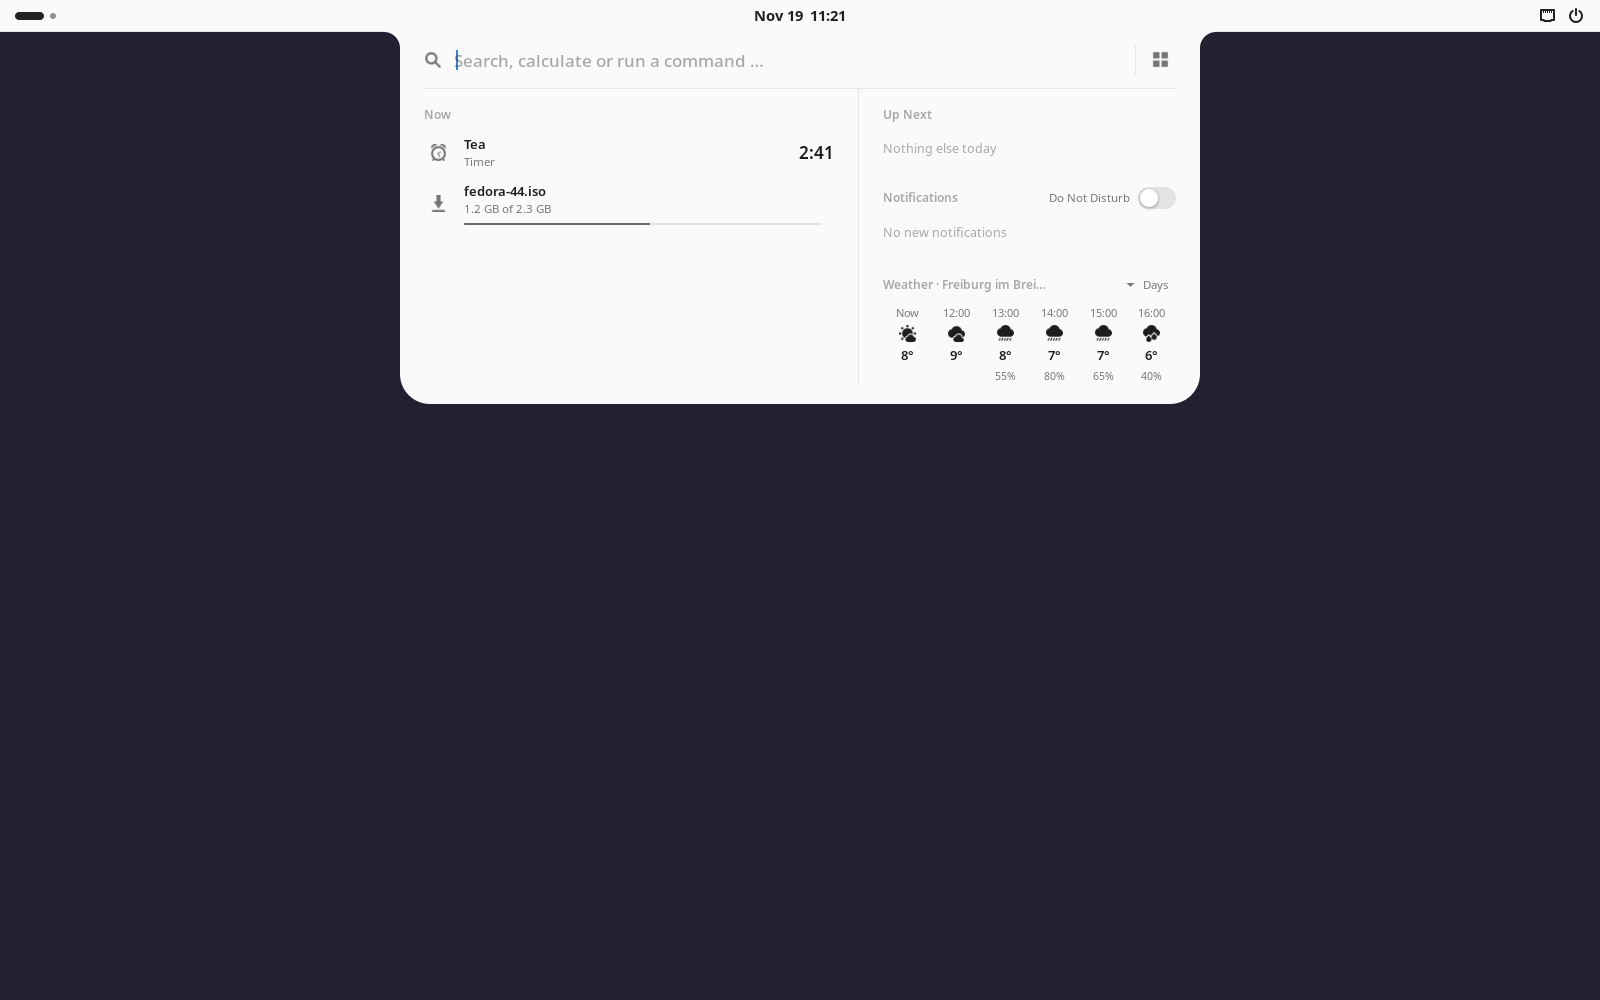 Nov 19 11:21
Search, calculate or run a command ...
Now
Tea
Timer
2:41
fedora-44.iso
1.2 GB of 2.3 GB
Up Next
Nothing else today
Notifications
Do Not Disturb
No new notifications
Weather · Freiburg im Brei...
Days
Now 12:00 13:00 14:00 15:00 16:00
8° 9° 8° 7° 7° 6°
55% 80% 65% 40%